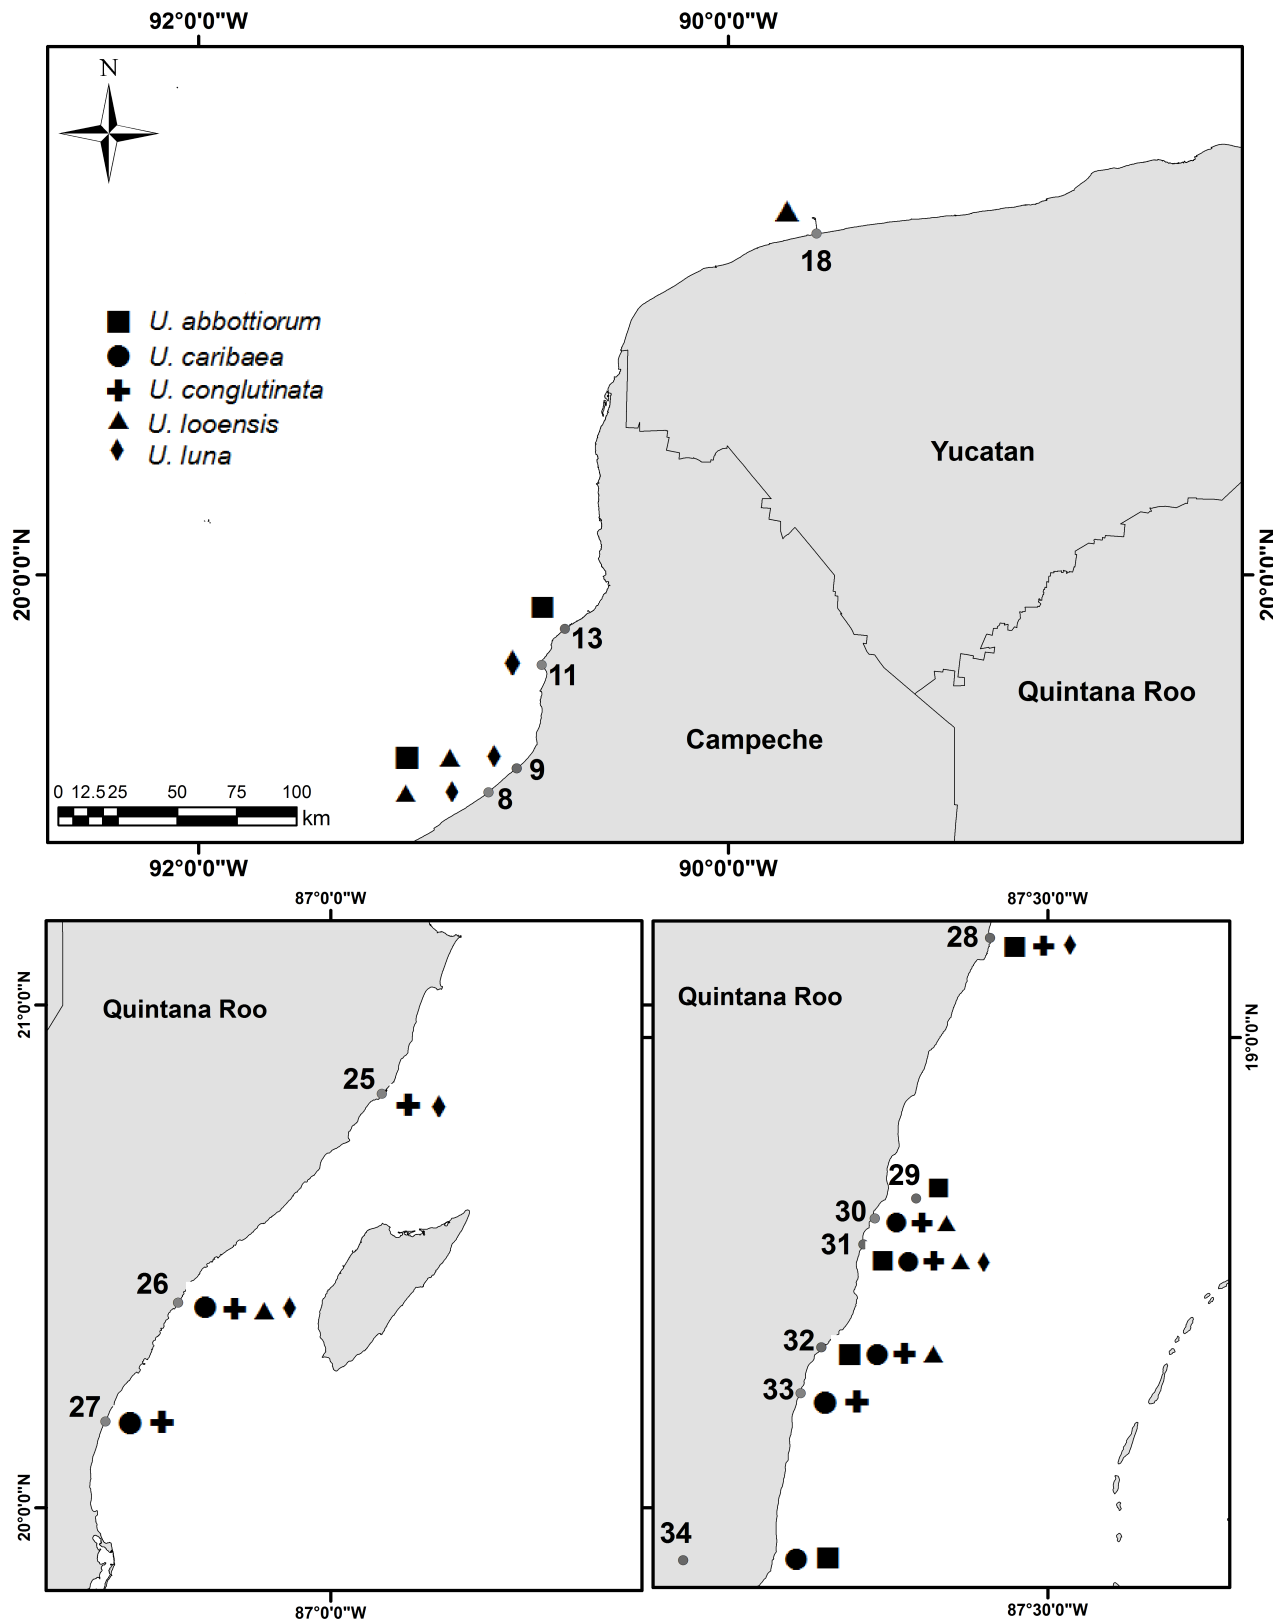 92°0'0"W 90°0'0"W
N
18
U. abbottiorum
U. caribaea
U. conglutinata
U. looensis
U. luna
Yucatan
20°0'0"N 20°0'0"N
13
11
Quintana Roo
Campeche
9
8
0 12.5 25 50 75 100
km
92°0'0"W 90°0'0"W
87°0'0"W
21°0'0"N
Quintana Roo
25
26
27
20°0'0"N
87°0'0"W
87°30'0"W
28
Quintana Roo
19°0'0"N
29
30
31
32
33
34
87°30'0"W